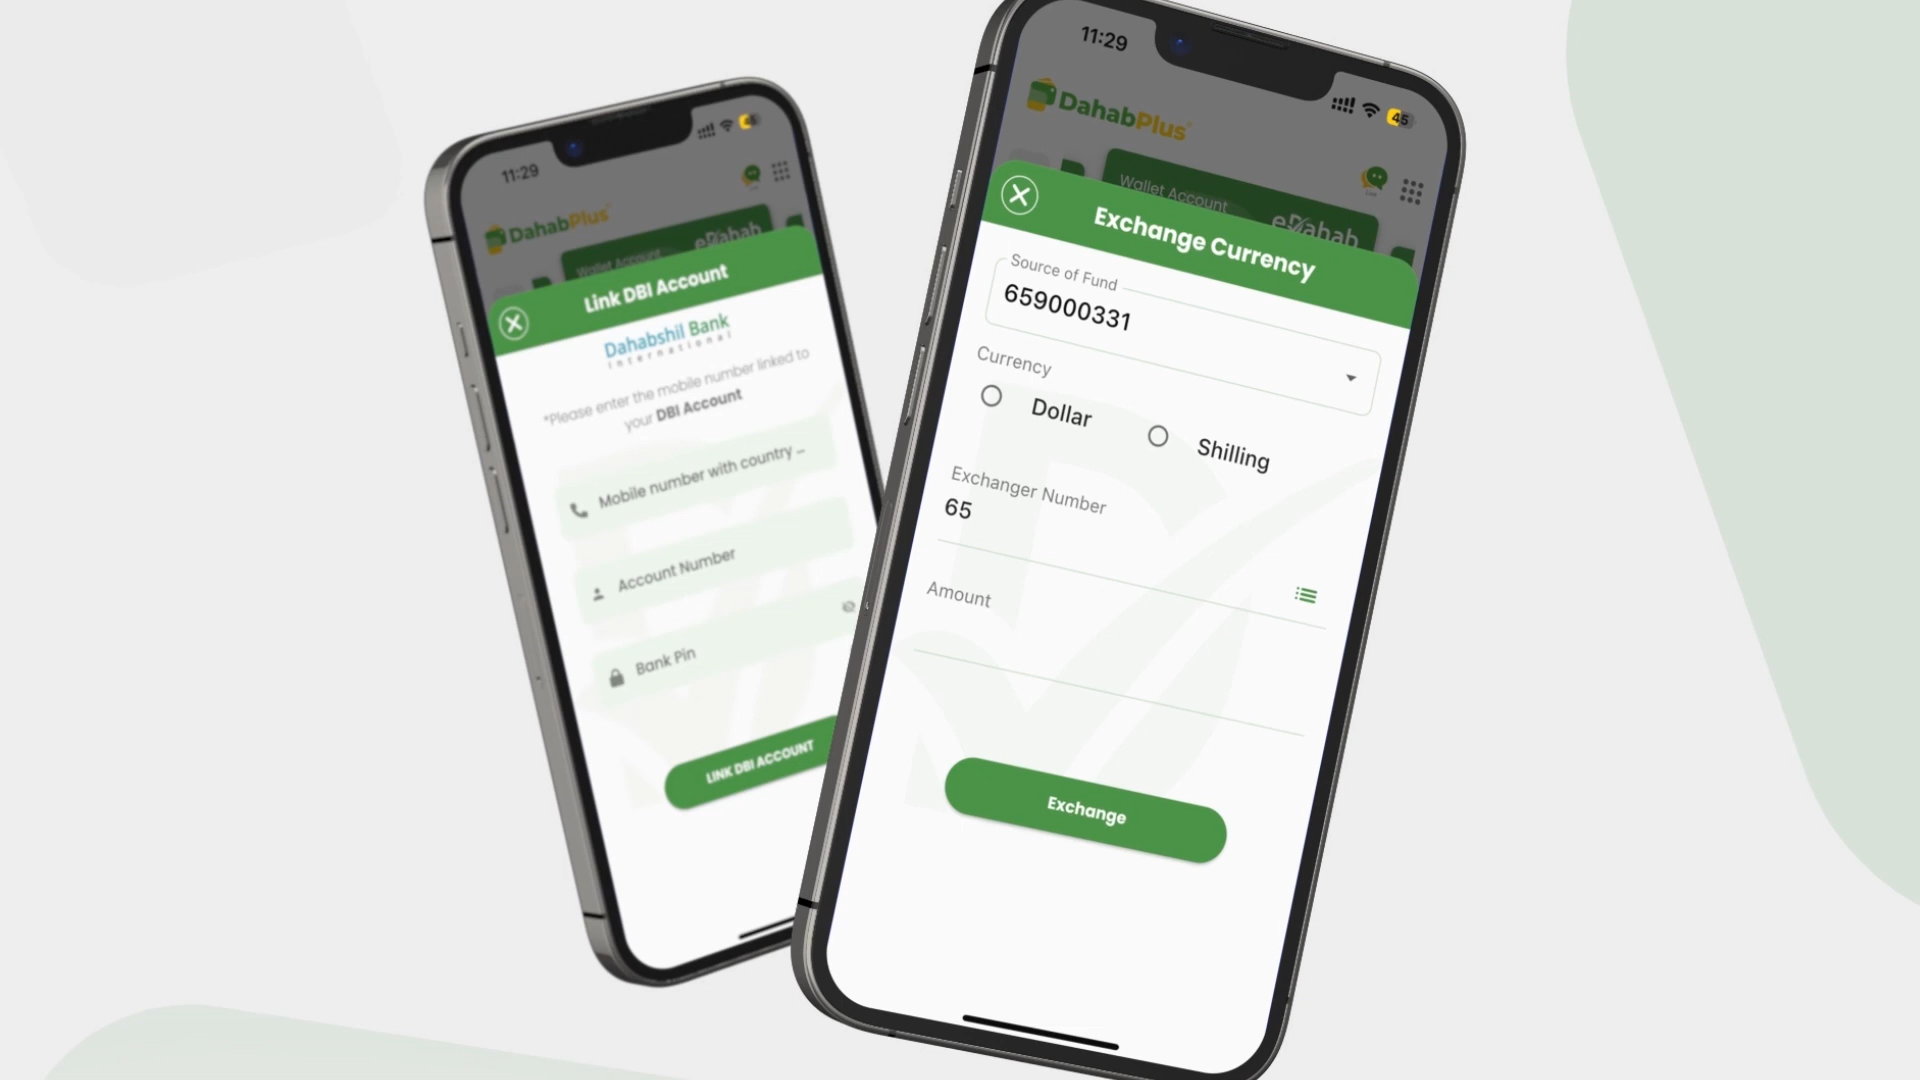 11:29
45
DahabPlus
Wallet Account
eDahab
Link DBI Account
Dahabshil Bank
International
*Please enter the mobile number linked to
your DBI Account
Mobile number with country ...
Account Number
Bank Pin
LINK DBI ACCOUNT
11:29
45
DahabPlus
Wallet Account
eDahab
Exchange Currency
Source of Fund
659000331
Currency
Dollar
Shilling
Exchanger Number
65
Amount
Exchange